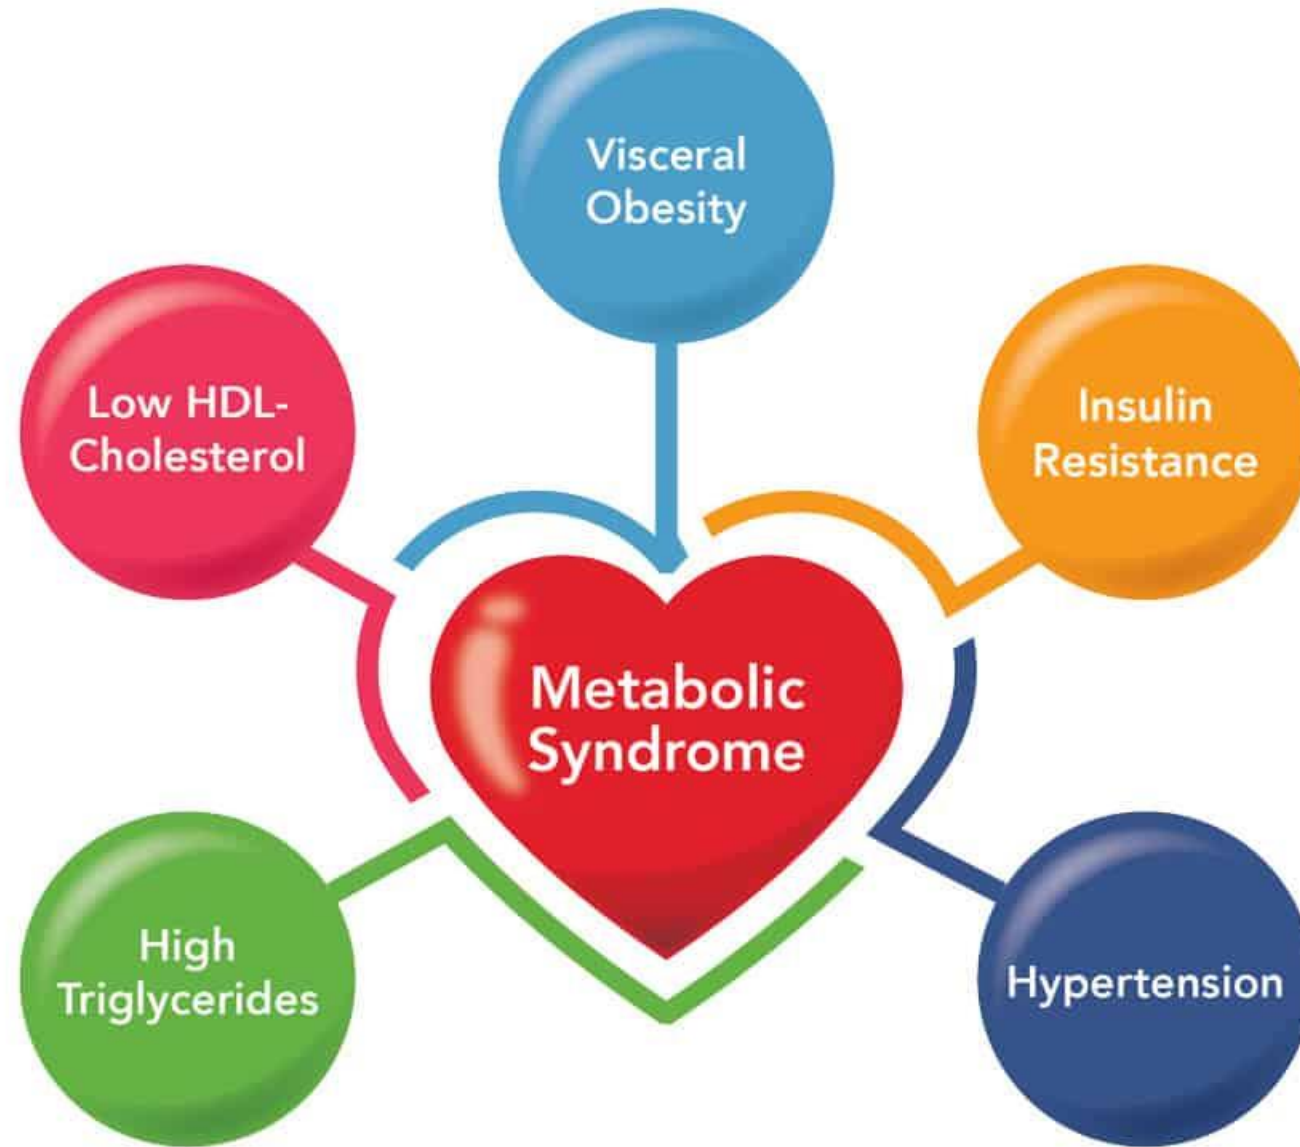 Visceral
Obesity
Low HDL-
Cholesterol
Insulin
Resistance
Metabolic
Syndrome
High
Triglycerides
Hypertension